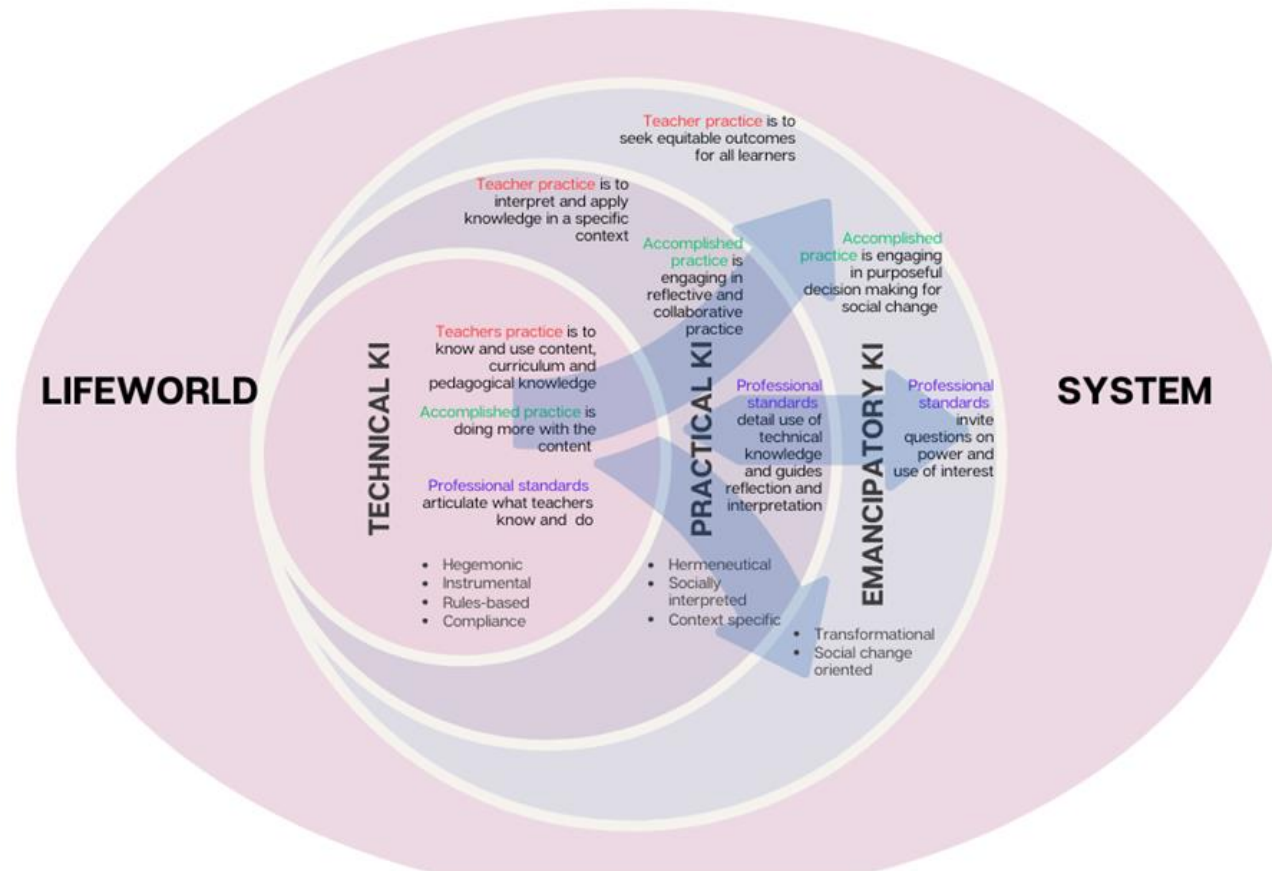 LIFEWORLD
SYSTEM
TECHNICAL KI
Teachers practice is to
know and use content,
curriculum and
pedagogical knowledge
Accomplished practice is
doing more with the
content
Professional standards
articulate what teachers
know and do
• Hegemonic
• Instrumental
• Rules-based
• Compliance
PRACTICAL KI
Teacher practice is to
interpret and apply
knowledge in a specific
context
Accomplished
practice is
engaging in
reflective and
collaborative
practice
Professional
standards
detail use of
technical
knowledge
and guides
reflection and
interpretation
• Hermeneutical
• Socially
interpreted
• Context specific
EMANCIPATORY KI
Teacher practice is to
seek equitable outcomes
for all learners
Accomplished
practice is engaging
in purposeful
decision making for
social change
Professional
standards
invite
questions on
power and
use of interest
• Transformational
• Social change
oriented